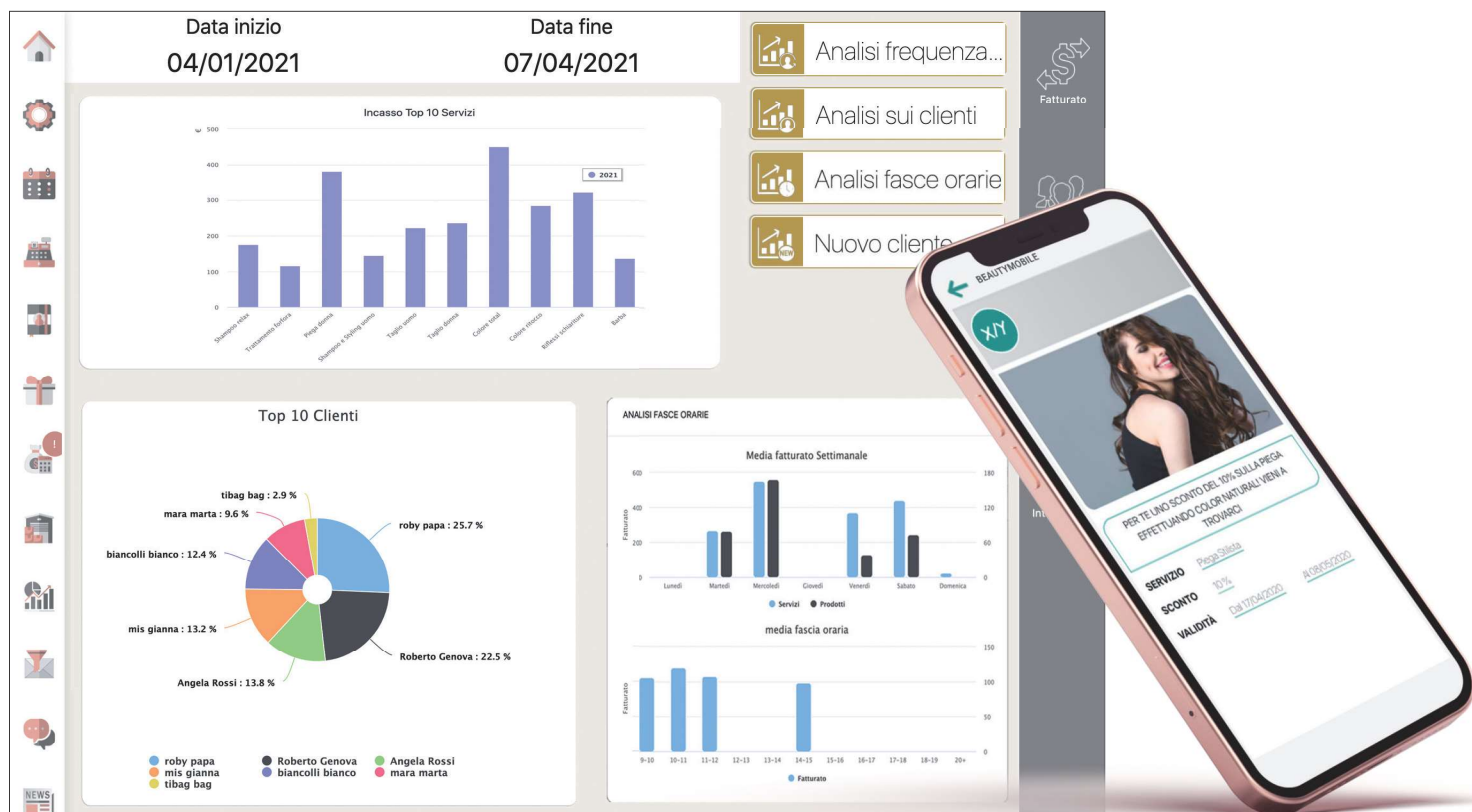 Data inizio
04/01/2021
Data fine
07/04/2021
Analisi frequenza...
Analisi sui clienti
Analisi fasce orarie
NEW
Nuovo cliente
Fatturato
Incasso Top 10 Servizi
€
500
400
300
200
100
0
2021
Shampoo relax
Trattamento forfora
Piega donna
Shampoo e Styling uomo
Taglio uomo
Taglio donna
Colore total
Colore ritocco
Riflessi schiariture
Barba
Top 10 Clienti
tibag bag : 2.9 %
mara marta : 9.6 %
biancolli bianco : 12.4 %
mis gianna : 13.2 %
Angela Rossi : 13.8 %
roby papa : 25.7 %
Roberto Genova : 22.5 %
roby papa
Roberto Genova
Angela Rossi
mis gianna
biancolli bianco
mara marta
tibag bag
ANALISI FASCE ORARIE
Media fatturato Settimanale
600
400
200
0
Fatturato
180
120
60
0
Lunedì
Martedì
Mercoledì
Giovedì
Venerdì
Sabato
Domenica
Servizi
Prodotti
media fascia oraria
Fatturato
150
100
50
0
9-10
10-11
11-12
12-13
13-14
14-15
15-16
16-17
17-18
18-19
20+
Fatturato
NEWS
BEAUTYMOBILE
X/Y
PER TE UNO SCONTO DEL 10% SULLA PIEGA
EFFETTUANDO COLOR NATURAL! VIENI A
TROVARCI
SERVIZIO Piega Stilista
SCONTO 10%
VALIDITÀ Dal 17/04/2020 Al 08/05/2020